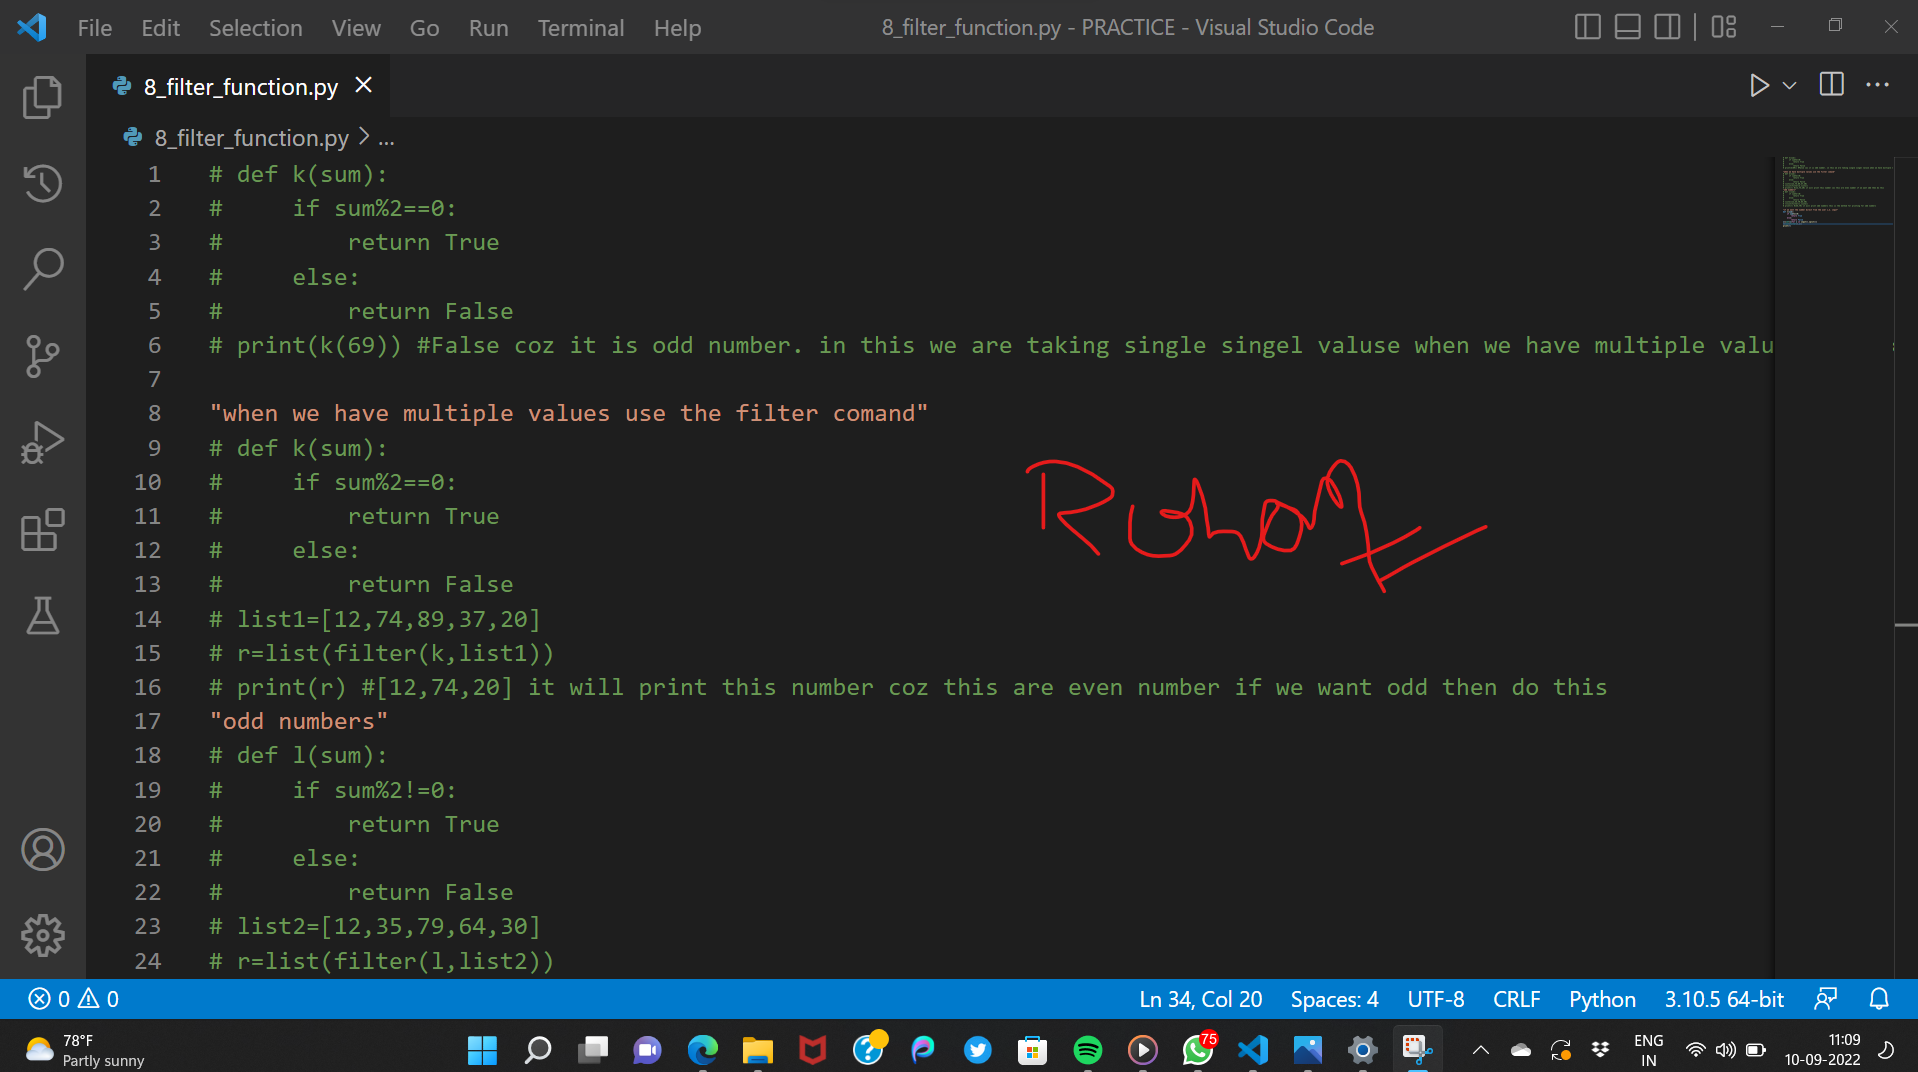 File Edit Selection View Go Run Terminal Help 8_filter_function.py - PRACTICE - Visual Studio Code
8_filter_function.py
8_filter_function.py > ...
1 # def k(sum):
2 #     if sum%2==0:
3 #         return True
4 #     else:
5 #         return False
6 # print(k(69)) #False coz it is odd number. in this we are taking single singel valuse when we have multiple valu
7
8 "when we have multiple values use the filter comand"
9 # def k(sum):
10 #     if sum%2==0:
11 #         return True
12 #     else:
13 #         return False
14 # list1=[12,74,89,37,20]
15 # r=list(filter(k,list1))
16 # print(r) #[12,74,20] it will print this number coz this are even number if we want odd then do this
17 "odd numbers"
18 # def l(sum):
19 #     if sum%2!=0:
20 #         return True
21 #     else:
22 #         return False
23 # list2=[12,35,79,64,30]
24 # r=list(filter(l,list2))
Rohan
0 0 Ln 34, Col 20 Spaces: 4 UTF-8 CRLF Python 3.10.5 64-bit
78°F
Partly sunny
75
ENG
IN
11:09
10-09-2022